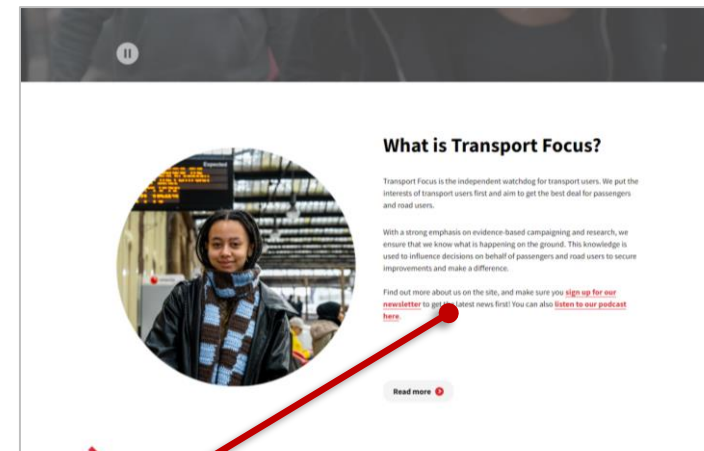 Expected
What is Transport Focus?
Transport Focus is the independent watchdog for transport users. We put the
interests of transport users first and aim to get the best deal for passengers
and road users.
With a strong emphasis on evidence-based campaigning and research, we
ensure that we know what is happening on the ground. This knowledge is
used to influence decisions on behalf of passengers and road users to secure
improvements and make a difference.
Find out more about us on the site, and make sure you sign up for our
newsletter to get the latest news first! You can also listen to our podcast
here.
Read more